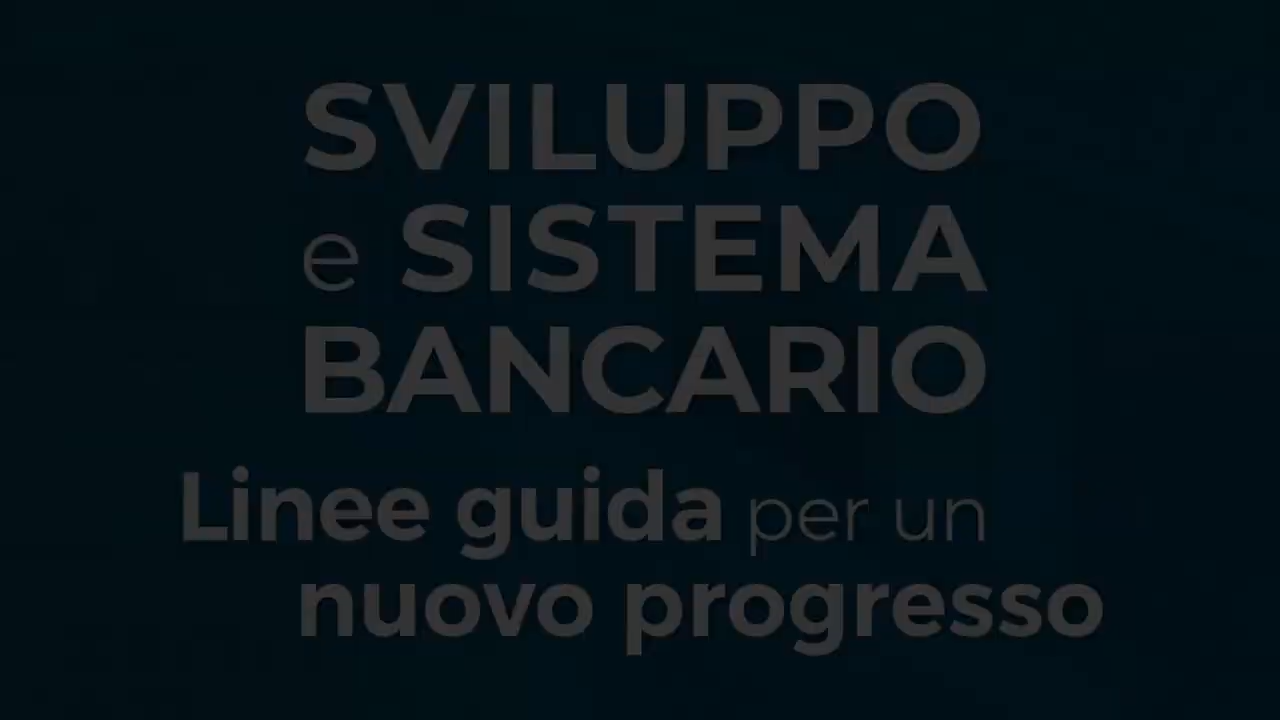 SVILUPPO
e SISTEMA
BANCARIO
Linee guida per un
nuovo progresso